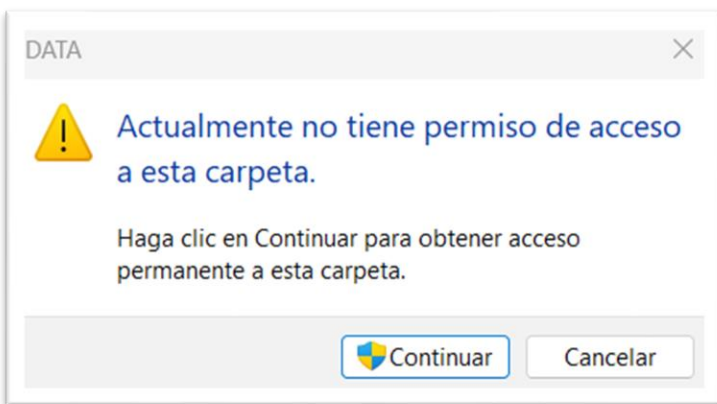 DATA
Actualmente no tiene permiso de acceso
a esta carpeta.
Haga clic en Continuar para obtener acceso
permanente a esta carpeta.
Continuar Cancelar